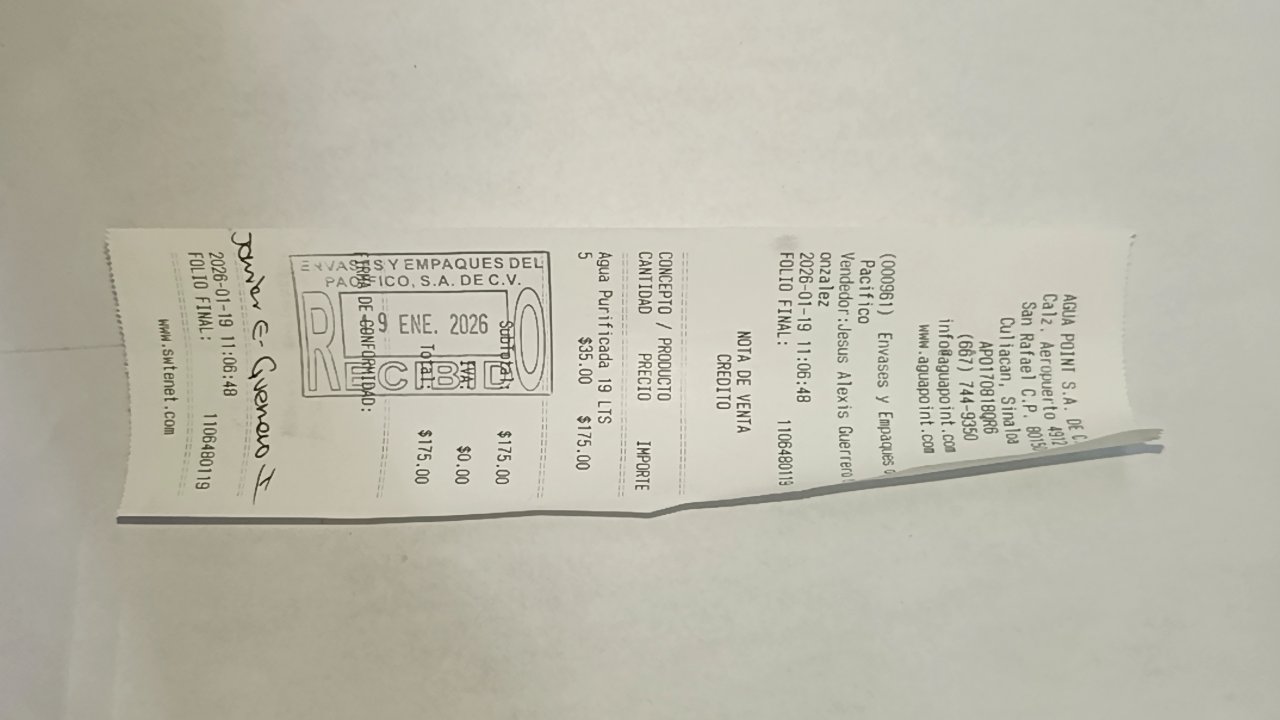 AGUA POINT S.A. DE C
Calz. Aeropuerto 4912
San Rafael C.P. 80150
Culiacan, Sinaloa
APO170818QR6
(667) 744-9350
info@aguapoint.com
www.aguapoint.com
(000961) Envases y Empaques
Pacifico
Vendedor:Jesus Alexis Guerrero
onzalez
2026-01-19 11:06:48
FOLIO FINAL: 1106480119
NOTA DE VENTA
CREDITO
CONCEPTO / PRODUCTO
CANTIDAD PRECIO IMPORTE
Agua Purificada 19 LTS
5 $35.00 $175.00
Subtotal: $175.00
IVA: $0.00
Total: $175.00
ENVASES Y EMPAQUES DEL
PACIFICO, S.A. DE C.V.
9 ENE. 2026
RECIBIDO
FIRMA DE CONFORMIDAD:
2026-01-19 11:06:48
FOLIO FINAL: 1106480119
www.swtenet.com